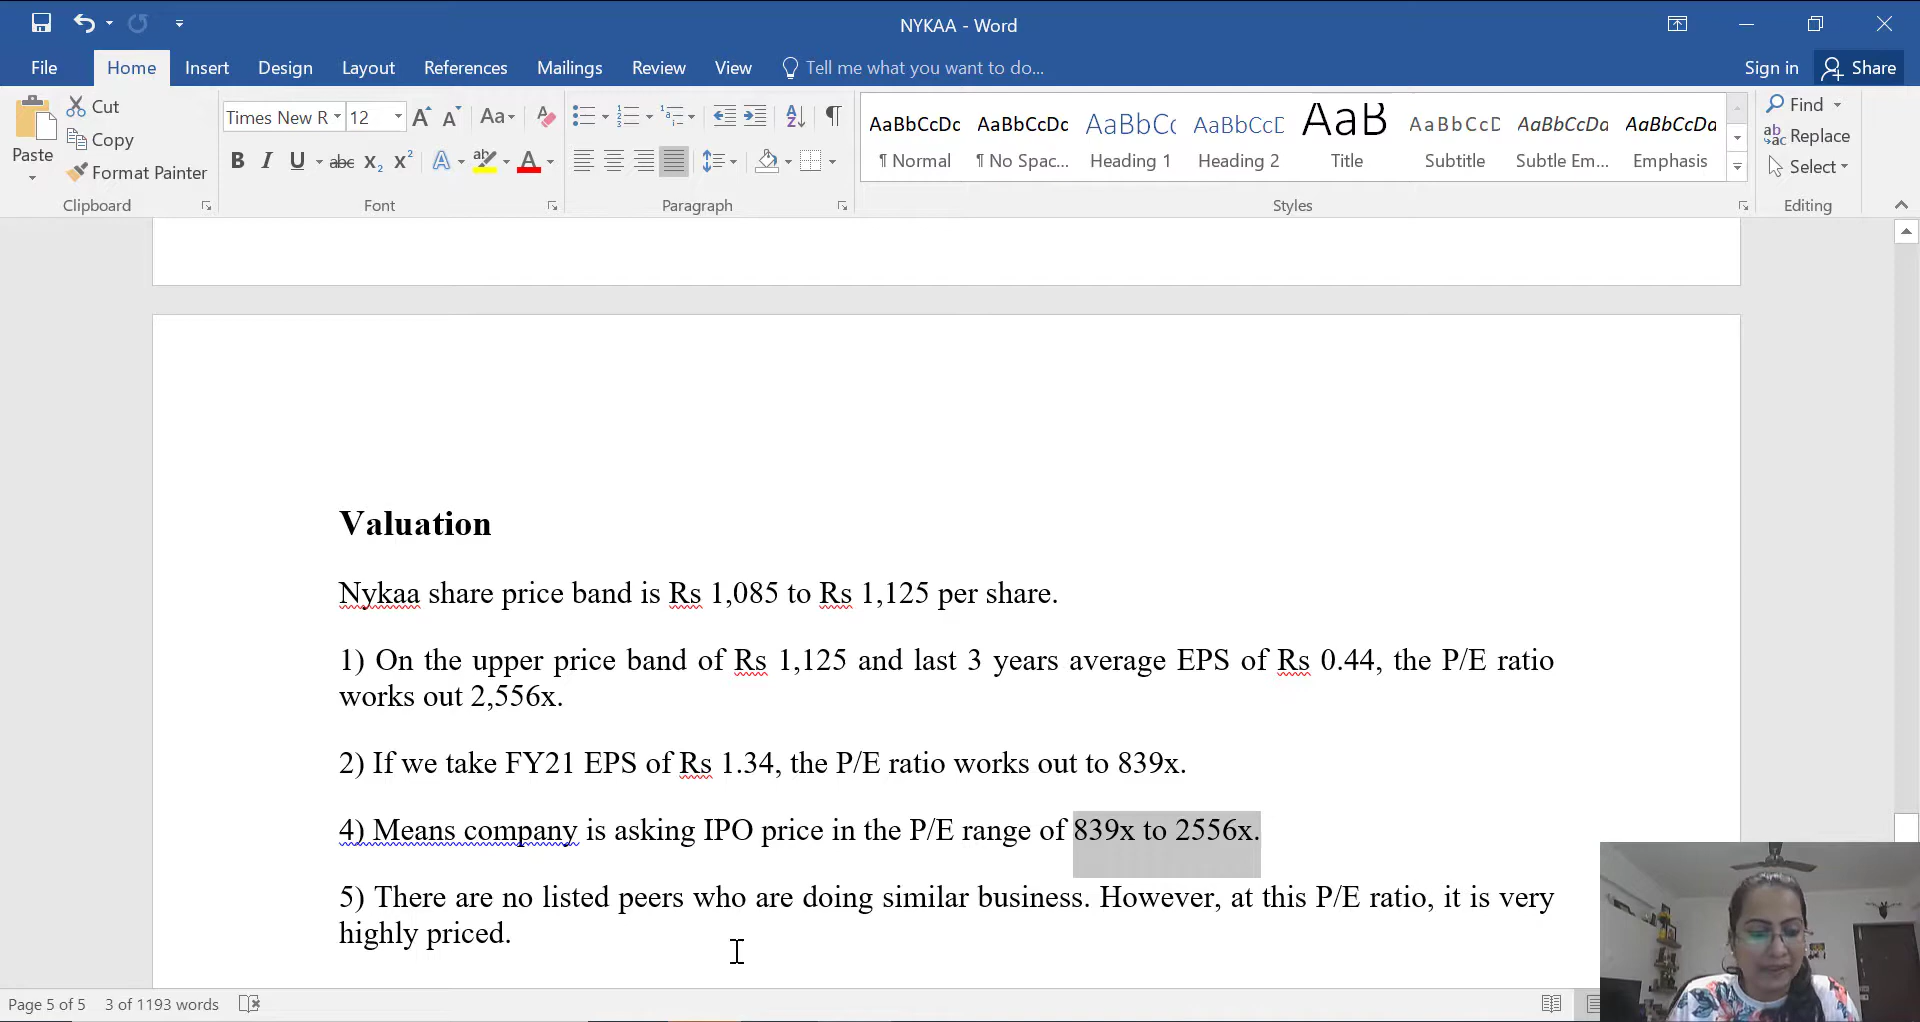 NYKAA - Word
File Home Insert Design Layout References Mailings Review View Tell me what you want to do... Sign in Share
Paste Cut Copy Format Painter Clipboard
Times New R 12 Font
Paragraph
AaBbCcDc AaBbCcDc AaBbCc AaBbCcD AaB AaBbCcD AaBbCcDa AaBbCcDa
¶ Normal ¶ No Spac... Heading 1 Heading 2 Title Subtitle Subtle Em... Emphasis
Styles
Find
Replace
Select
Editing
Valuation
Nykaa share price band is Rs 1,085 to Rs 1,125 per share.
1) On the upper price band of Rs 1,125 and last 3 years average EPS of Rs 0.44, the P/E ratio
works out 2,556x.
2) If we take FY21 EPS of Rs 1.34, the P/E ratio works out to 839x.
4) Means company is asking IPO price in the P/E range of 839x to 2556x.
5) There are no listed peers who are doing similar business. However, at this P/E ratio, it is very
highly priced.
Page 5 of 5 3 of 1193 words